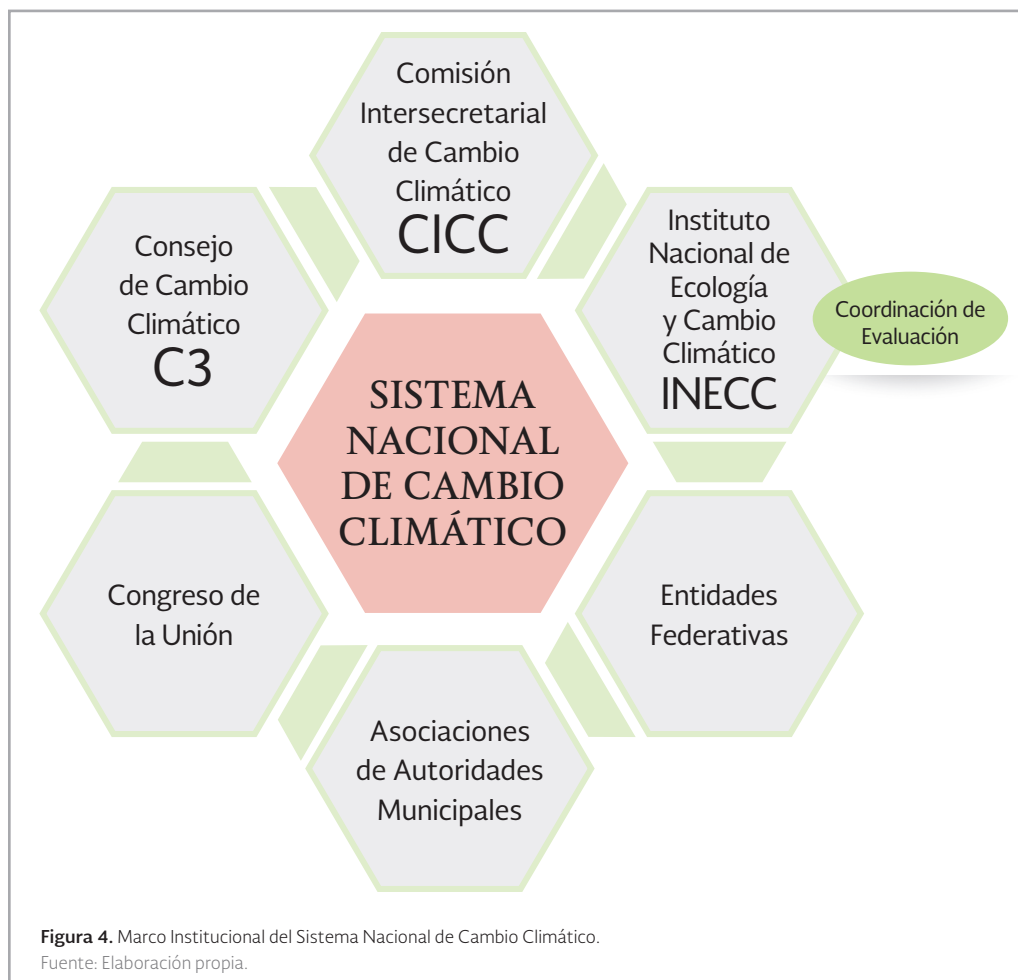 Comisión
Intersecretarial
de Cambio
Climático
CICC
Consejo
de Cambio
Climático
C3
Instituto
Nacional de
Ecología
y Cambio
Climático
INECC
Coordinación de
Evaluación
SISTEMA
NACIONAL
DE CAMBIO
CLIMÁTICO
Congreso de
la Unión
Entidades
Federativas
Asociaciones
de Autoridades
Municipales
Figura 4. Marco Institucional del Sistema Nacional de Cambio Climático.
Fuente: Elaboración propia.